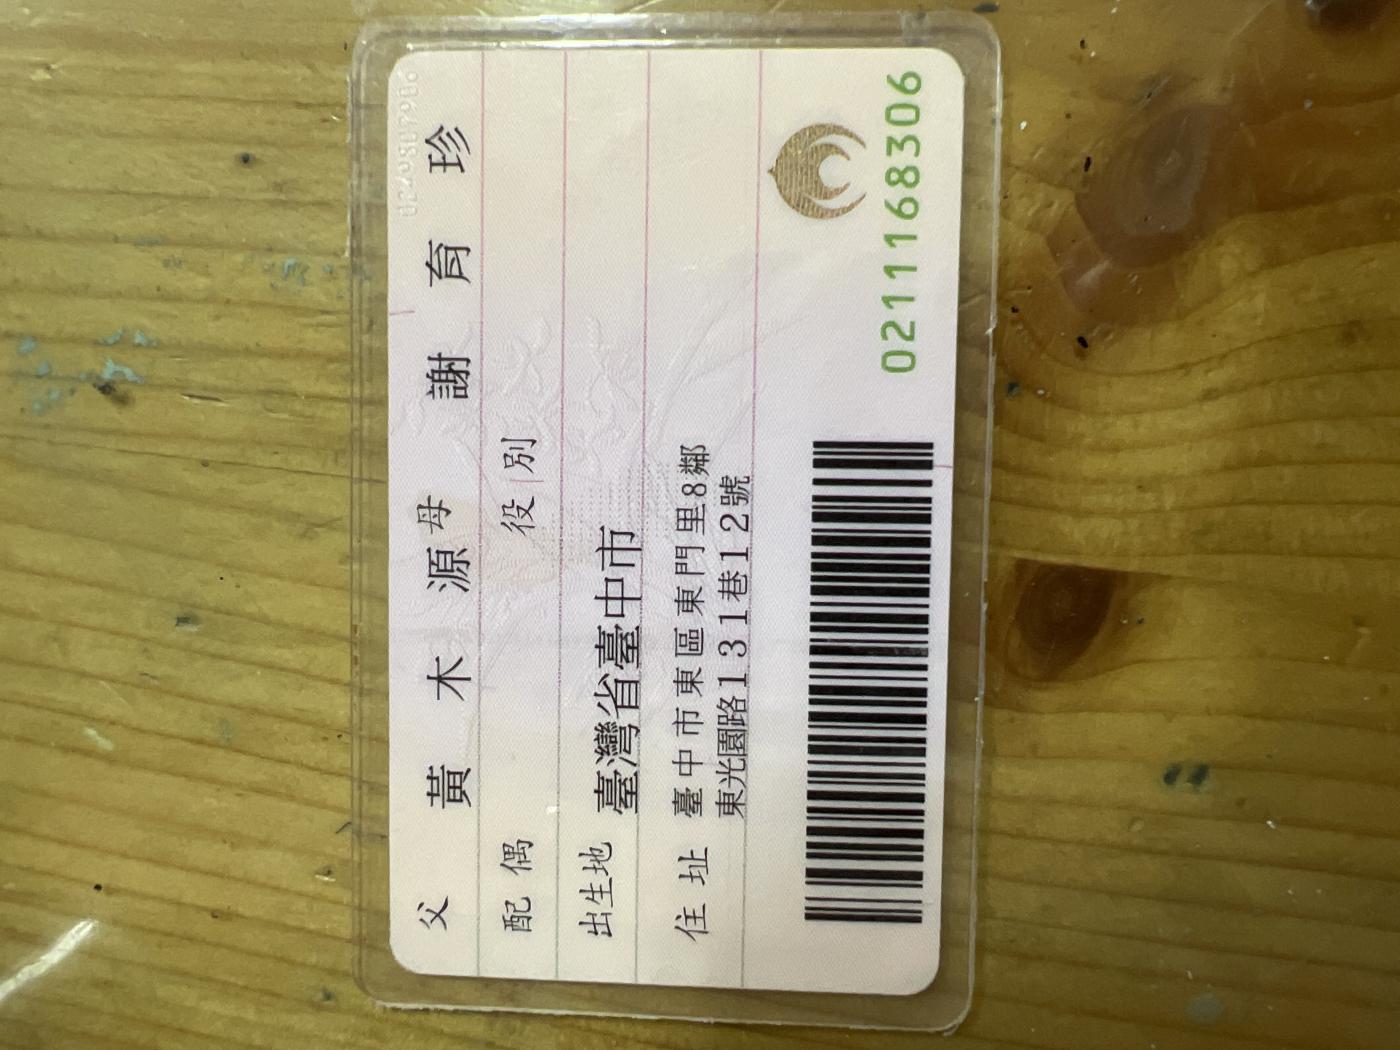 父 黃木源 母 謝育珍
配偶 役別
出生地 臺灣省臺中市
住址 臺中市東區東門里8鄰
東光園路131巷12號
0211168306